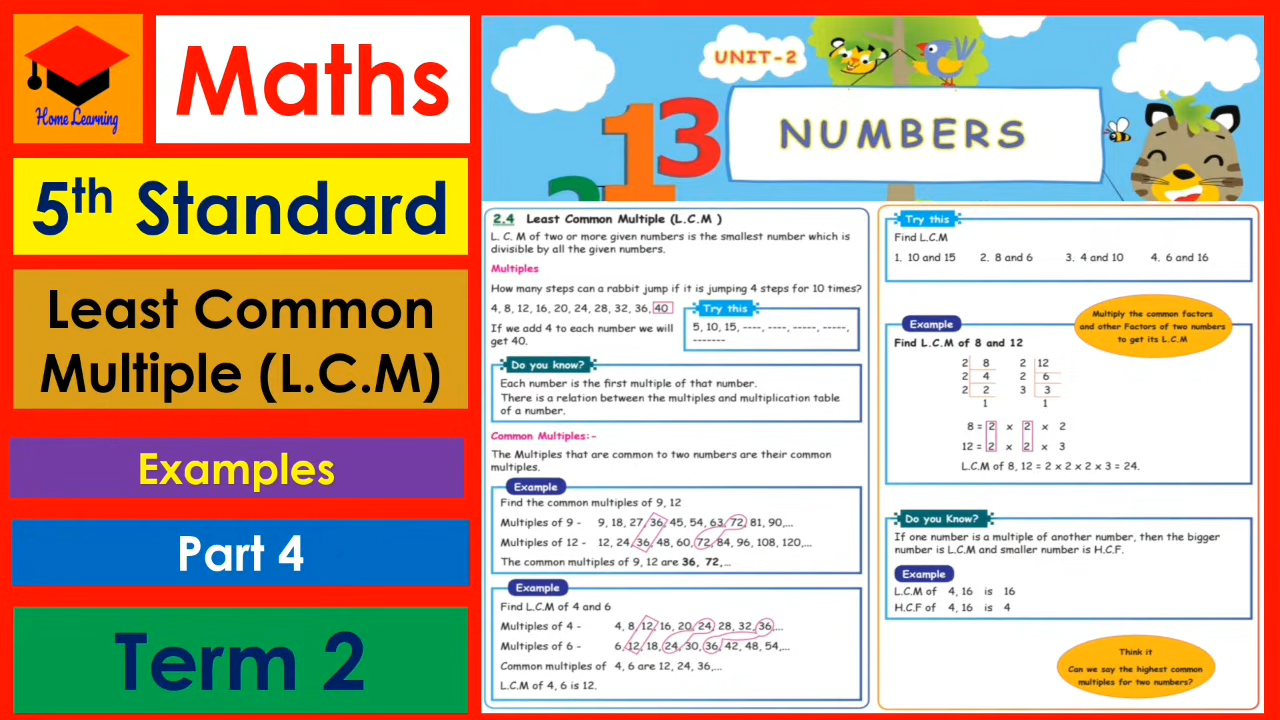 Home Learning
Maths
5th Standard
Least Common
Multiple (L.C.M)
Examples
Part 4
Term 2
UNIT-2
13
2
NUMBERS
2.4 Least Common Multiple (L.C.M )
L. C. M of two or more given numbers is the smallest number which is
divisible by all the given numbers.
Multiples
How many steps can a rabbit jump if it is jumping 4 steps for 10 times?
4, 8, 12, 16, 20, 24, 28, 32, 36, 40
If we add 4 to each number we will
get 40.
Try this
5, 10, 15, ----, ----, -----, -----,
-------
Do you know?
Each number is the first multiple of that number.
There is a relation between the multiples and multiplication table
of a number.
Common Multiples:-
The Multiples that are common to two numbers are their common
multiples.
Example
Find the common multiples of 9, 12
Multiples of 9 - 9, 18, 27, 36, 45, 54, 63, 72, 81, 90,...
Multiples of 12 - 12, 24, 36, 48, 60, 72, 84, 96, 108, 120,...
The common multiples of 9, 12 are 36, 72,...
Example
Find L.C.M of 4 and 6
Multiples of 4 - 4, 8, 12, 16, 20, 24, 28, 32, 36,...
Multiples of 6 - 6, 12, 18, 24, 30, 36, 42, 48, 54,...
Common multiples of 4, 6 are 12, 24, 36,...
L.C.M of 4, 6 is 12.
Try this
Find L.C.M
1. 10 and 15 2. 8 and 6 3. 4 and 10 4. 6 and 16
Multiply the common factors
and other Factors of two numbers
to get its L.C.M
Example
Find L.C.M of 8 and 12
2 8 2 12
2 4 2 6
2 2 3 3
1 1
8 = 2 x 2 x 2
12 = 2 x 2 x 3
L.C.M of 8, 12 = 2 x 2 x 2 x 3 = 24.
Do you Know?
If one number is a multiple of another number, then the bigger
number is L.C.M and smaller number is H.C.F.
Example
L.C.M of 4, 16 is 16
H.C.F of 4, 16 is 4
Think it
Can we say the highest common
multiples for two numbers?